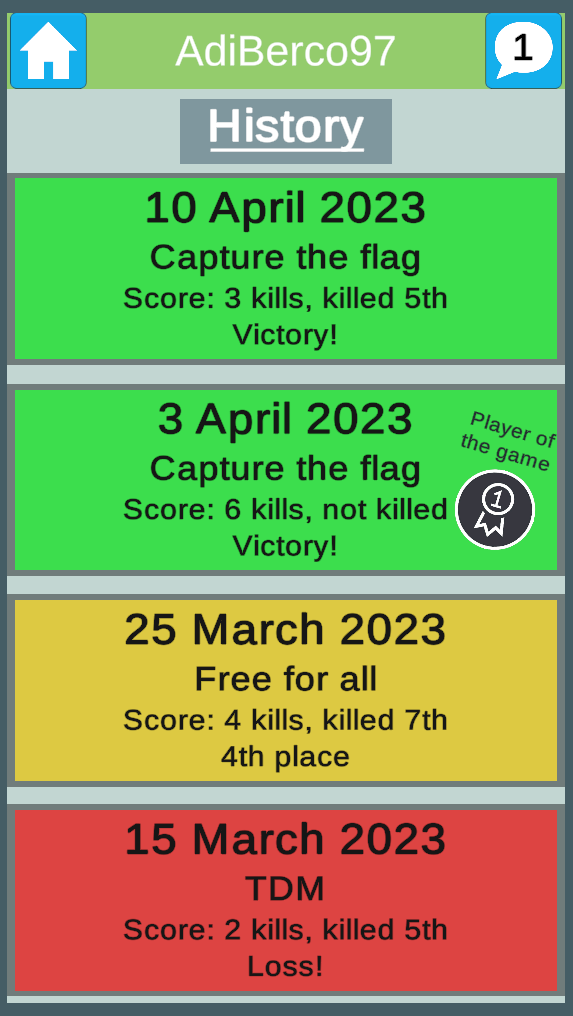 AdiBerco97
1
History
10 April 2023
Capture the flag
Score: 3 kills, killed 5th
Victory!
3 April 2023
Capture the flag
Score: 6 kills, not killed
Victory!
Player of
the game
1
25 March 2023
Free for all
Score: 4 kills, killed 7th
4th place
15 March 2023
TDM
Score: 2 kills, killed 5th
Loss!